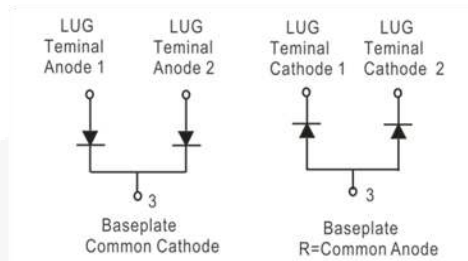 LUG
Teminal
Anode 1
LUG
Teminal
Anode 2
3
Baseplate
Common Cathode
LUG
Teminal
Cathode 1
LUG
Teminal
Cathode 2
3
Baseplate
R=Common Anode